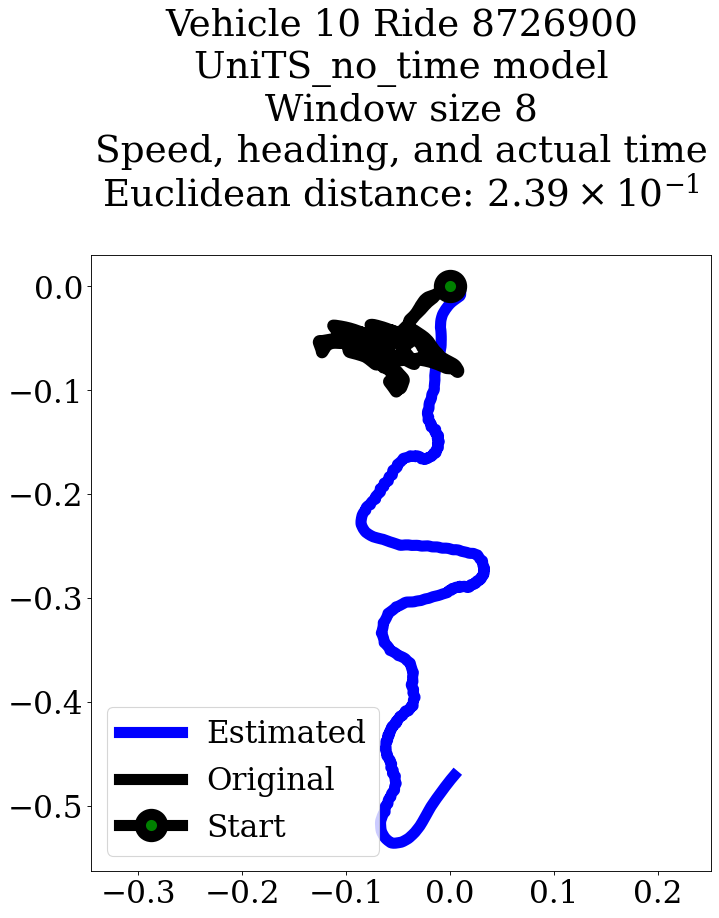 Vehicle 10 Ride 8726900
UniTS_no_time model
Window size 8
Speed, heading, and actual time
Euclidean distance: 2.39 × 10⁻¹
0.0
−0.1
−0.2
−0.3
−0.4
−0.5
Estimated
Original
Start
−0.3 −0.2 −0.1 0.0 0.1 0.2